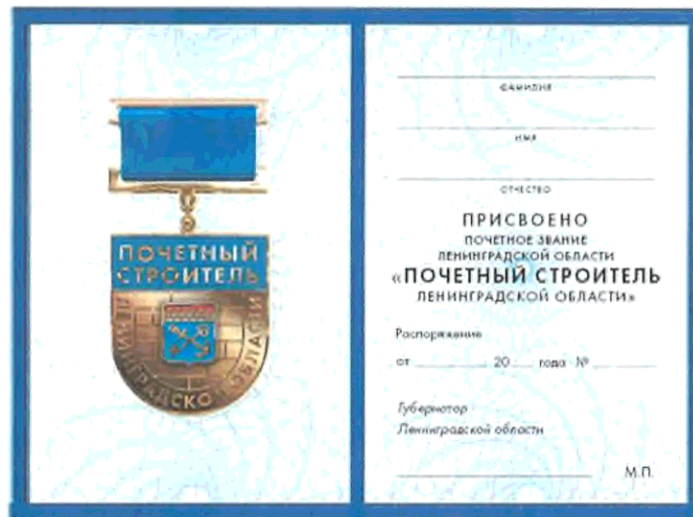 ПОЧЕТНЫЙ
СТРОИТЕЛЬ
ЛЕНИНГРАДСКОЙ ОБЛАСТИ
ФАМИЛИЯ
ИМЯ
ОТЧЕСТВО
ПРИСВОЕНО
ПОЧЕТНОЕ ЗВАНИЕ
ЛЕНИНГРАДСКОЙ ОБЛАСТИ
«ПОЧЕТНЫЙ СТРОИТЕЛЬ
ЛЕНИНГРАДСКОЙ ОБЛАСТИ»
Распоряжение
от 20 года №
Губернатор
Ленинградской области
М.П.